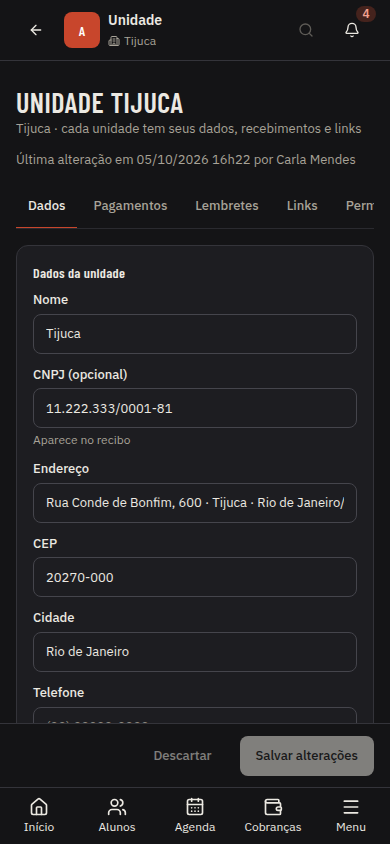 A
Unidade
Tijuca
4
UNIDADE TIJUCA
Tijuca · cada unidade tem seus dados, recebimentos e links
Última alteração em 05/10/2026 16h22 por Carla Mendes
Dados Pagamentos Lembretes Links Perm
Dados da unidade
Nome
Tijuca
CNPJ (opcional)
11.222.333/0001-81
Aparece no recibo
Endereço
Rua Conde de Bonfim, 600 · Tijuca · Rio de Janeiro/
CEP
20270-000
Cidade
Rio de Janeiro
Telefone
Descartar Salvar alterações
Início Alunos Agenda Cobranças Menu